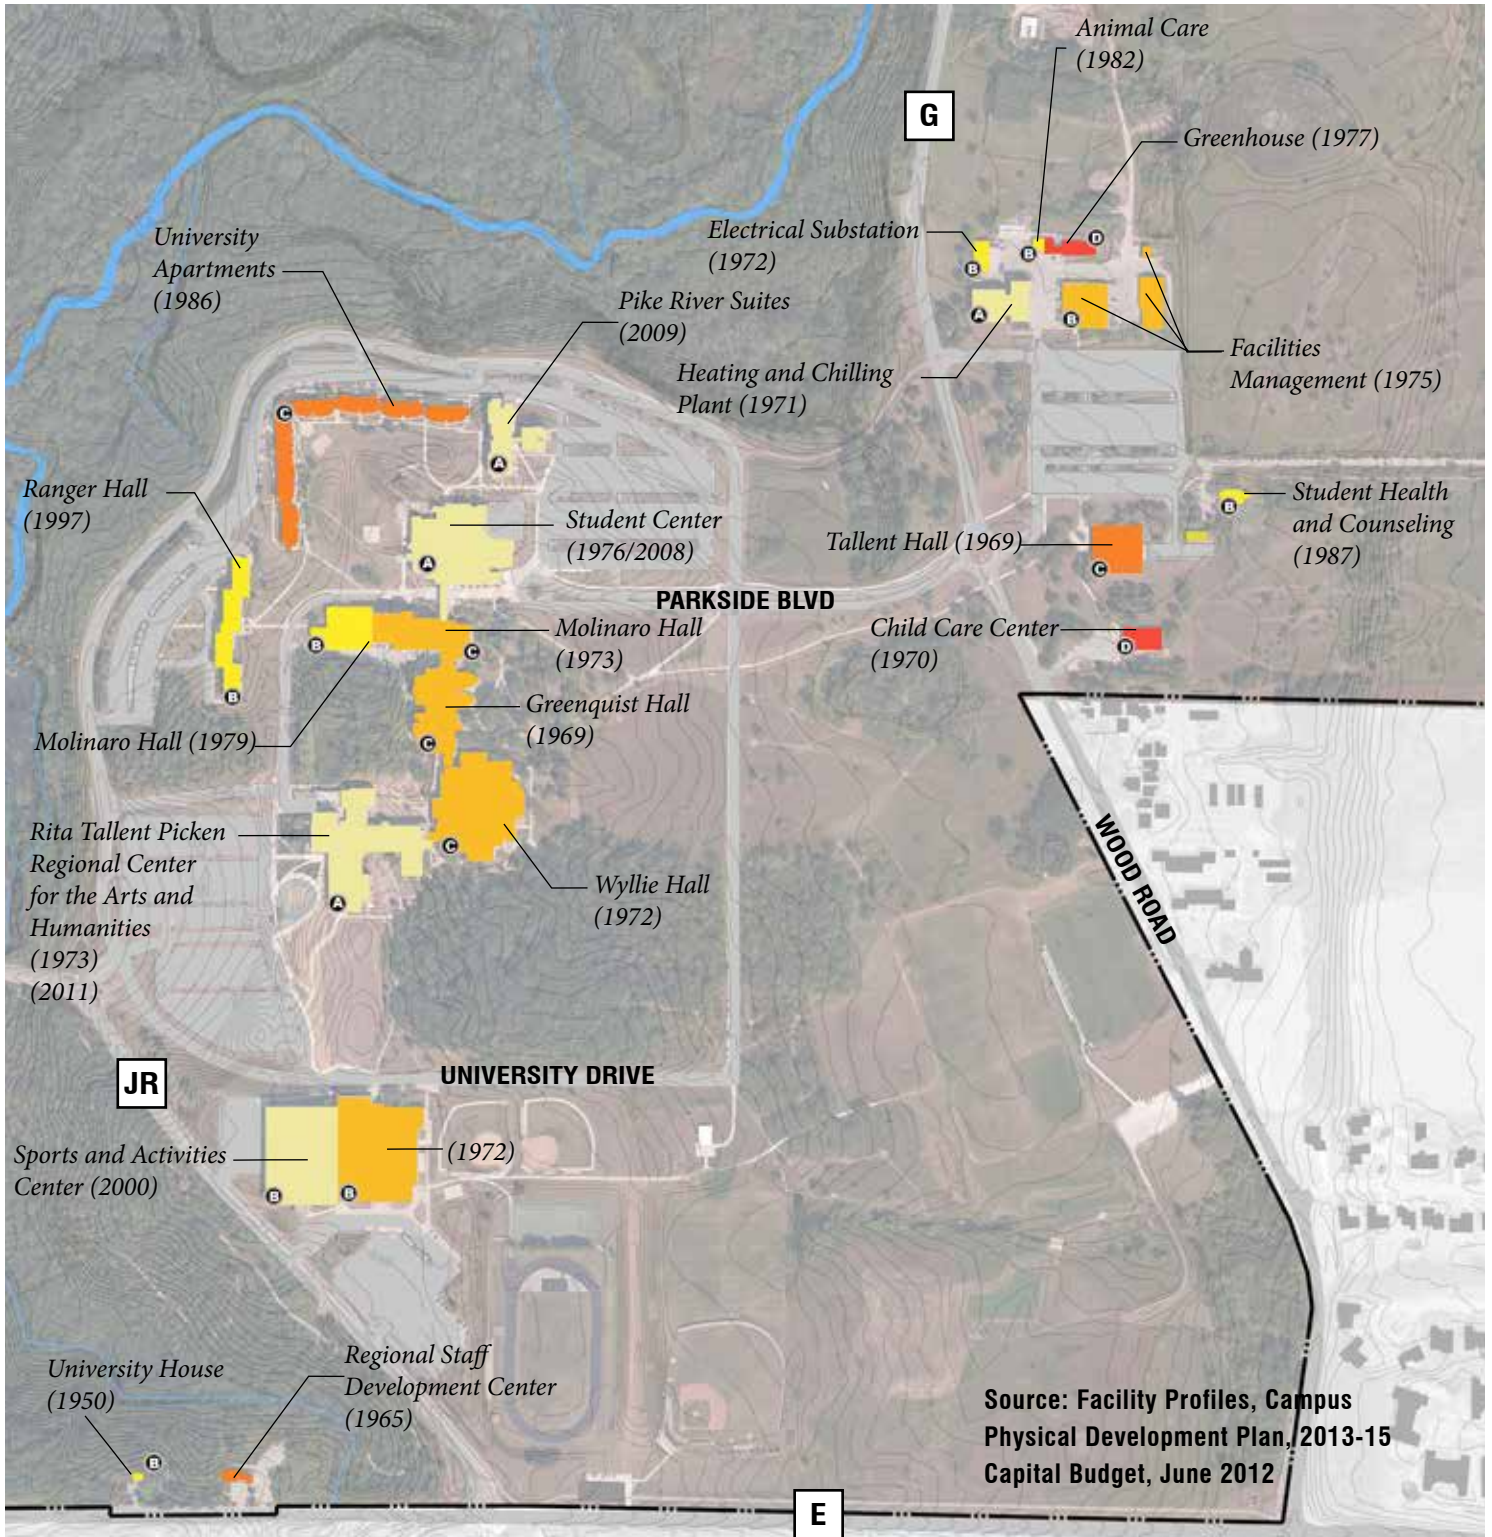 Animal Care
(1982)
G
Greenhouse (1977)
Electrical Substation
(1972)
D
B
B
University
Apartments
(1986)
Pike River Suites
(2009)
A
B
Facilities
Management (1975)
Heating and Chilling
Plant (1971)
C
A
Ranger Hall
(1997)
Student Center
(1976/2008)
A
Student Health
and Counseling
(1987)
B
Tallent Hall (1969)
C
PARKSIDE BLVD
Molinaro Hall
(1973)
B
C
Child Care Center
(1970)
D
B
Greenquist Hall
(1969)
C
Molinaro Hall (1979)
Rita Tallent Picken
Regional Center
for the Arts and
Humanities
(1973)
(2011)
C
A
Wyllie Hall
(1972)
WOOD ROAD
JR
UNIVERSITY DRIVE
Sports and Activities
Center (2000)
(1972)
B
B
University House
(1950)
B
Regional Staff
Development Center
(1965)
Source: Facility Profiles, Campus
Physical Development Plan, 2013-15
Capital Budget, June 2012
E